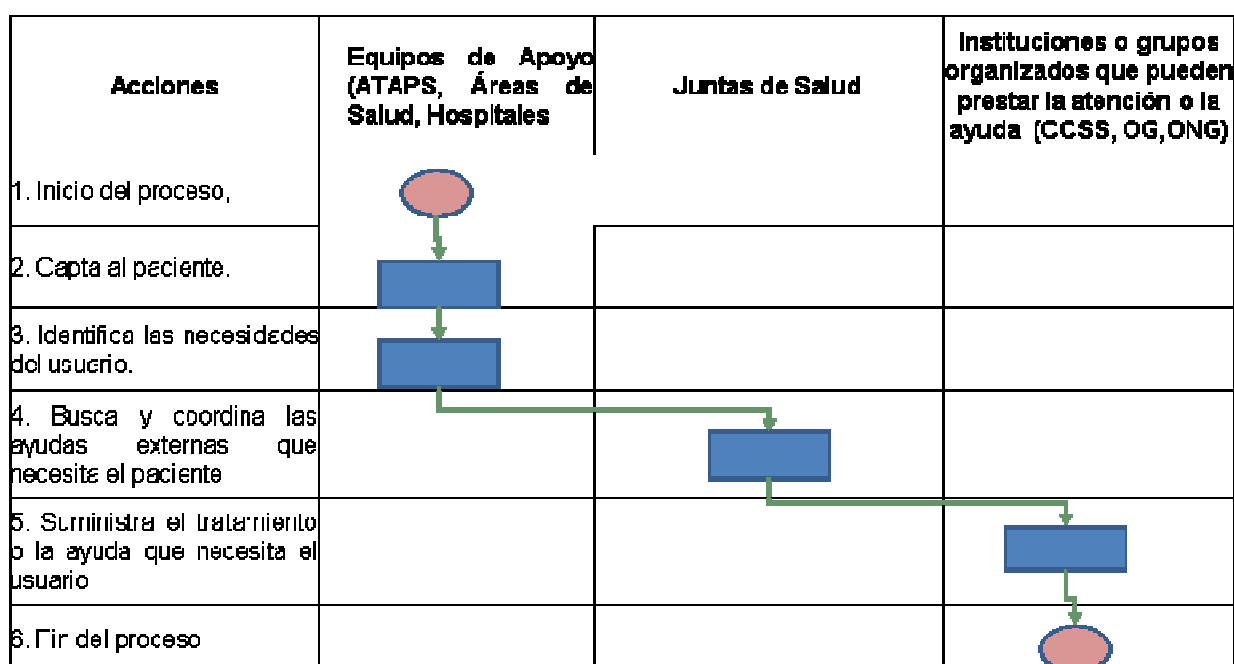 Acciones
Equipos de Apoyo
(ATAPS, Áreas de
Salud, Hospitales
Juntas de Salud
Instituciones o grupos
organizados que pueden
prestar la atención o la
ayuda (CCSS, OG,ONG)
1. Inicio del proceso,
2. Capta al paciente.
3. Identifica las necesidades
del usuario.
4. Busca y coordina las
ayudas externas que
necesita el paciente
5. Suministra el tratamiento
o la ayuda que necesita el
usuario
6. Fin del proceso